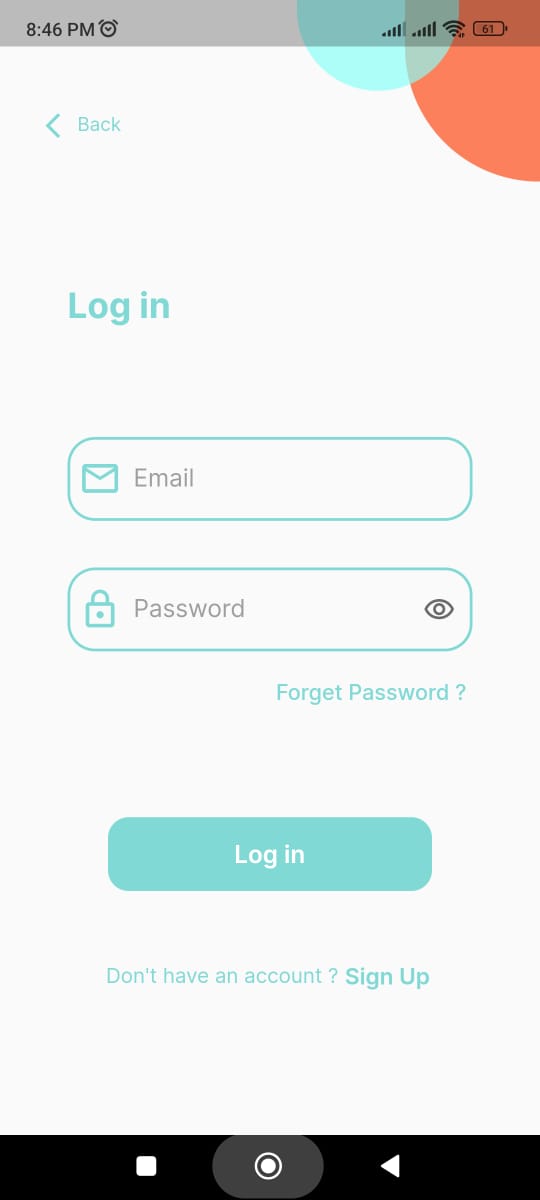 8:46 PM 61
Back
Log in
Email
Password
Forget Password ?
Log in
Don't have an account ? Sign Up